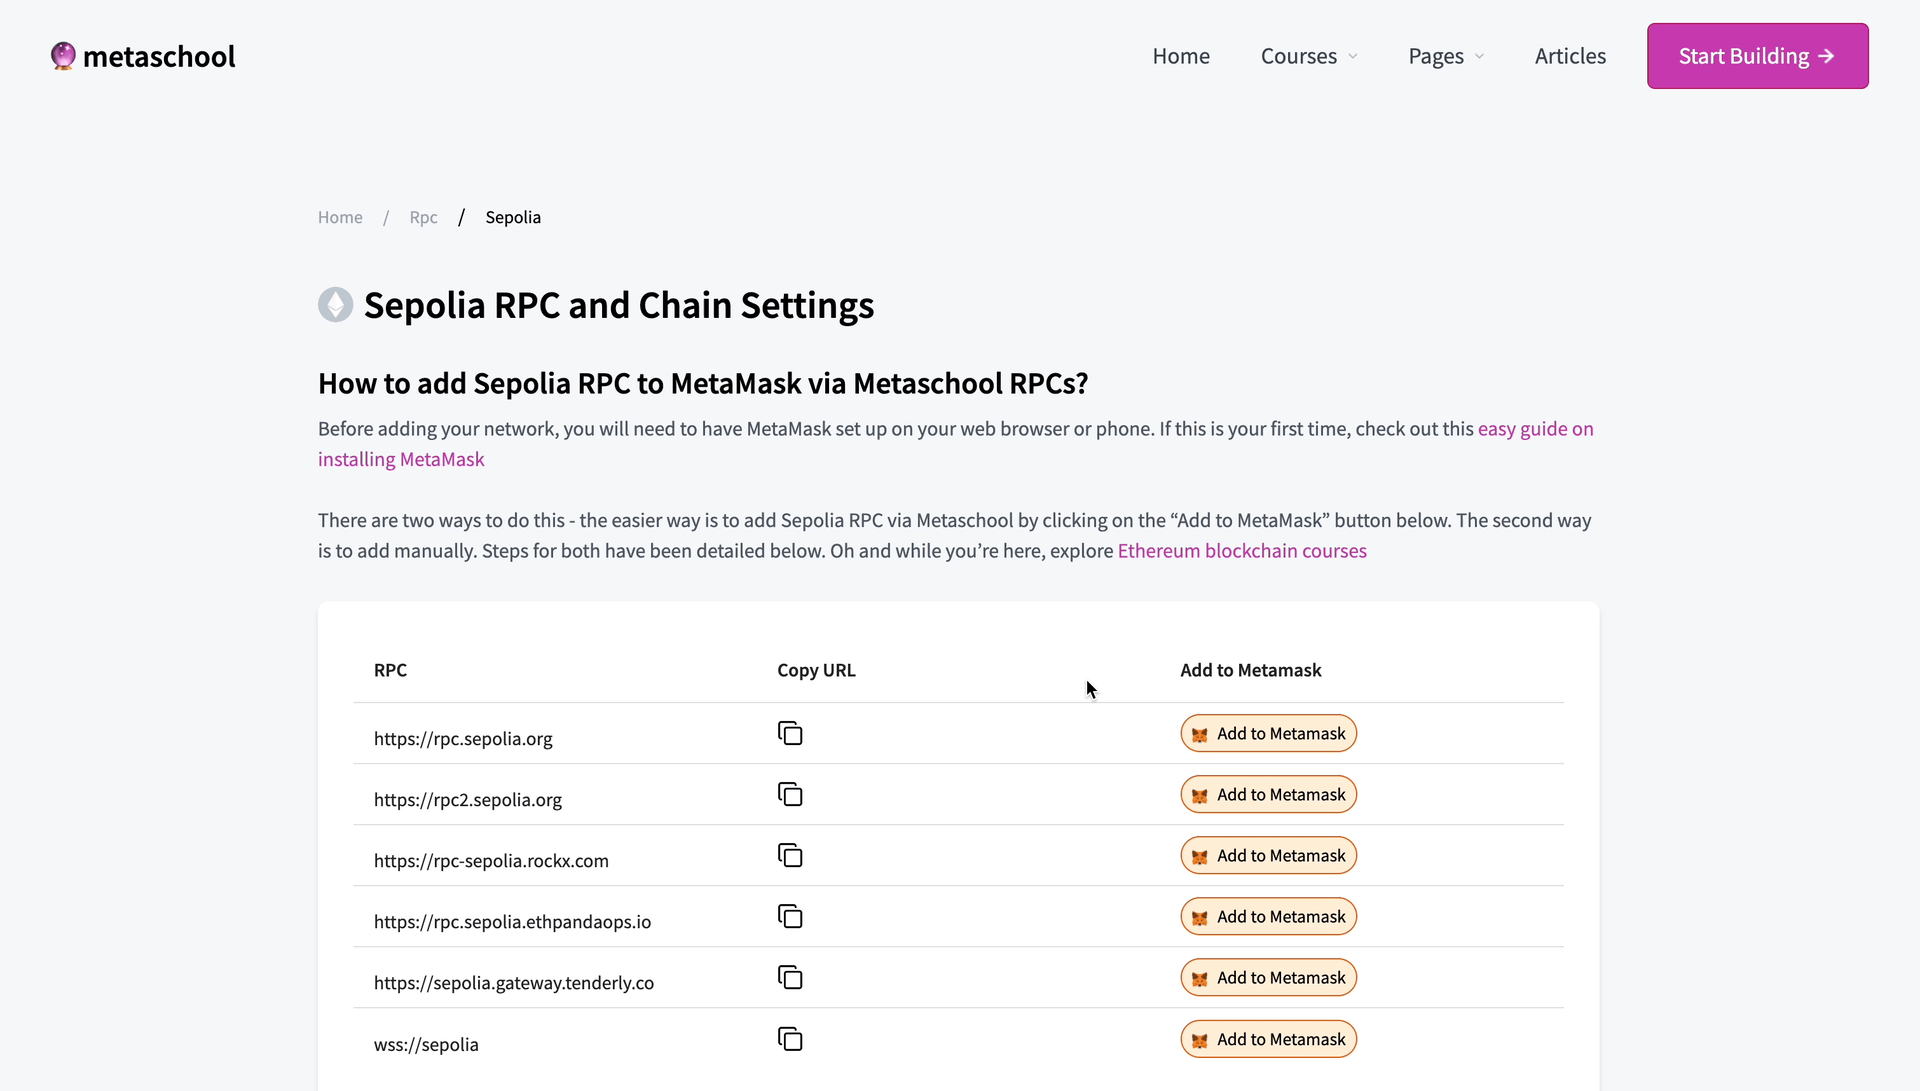 metaschool
Home Courses Pages Articles Start Building →
Home / Rpc / Sepolia
Sepolia RPC and Chain Settings
How to add Sepolia RPC to MetaMask via Metaschool RPCs?
Before adding your network, you will need to have MetaMask set up on your web browser or phone. If this is your first time, check out this easy guide on
installing MetaMask
There are two ways to do this - the easier way is to add Sepolia RPC via Metaschool by clicking on the “Add to MetaMask” button below. The second way
is to add manually. Steps for both have been detailed below. Oh and while you’re here, explore Ethereum blockchain courses
RPC Copy URL Add to Metamask
https://rpc.sepolia.org Add to Metamask
https://rpc2.sepolia.org Add to Metamask
https://rpc-sepolia.rockx.com Add to Metamask
https://rpc.sepolia.ethpandaops.io Add to Metamask
https://sepolia.gateway.tenderly.co Add to Metamask
wss://sepolia Add to Metamask